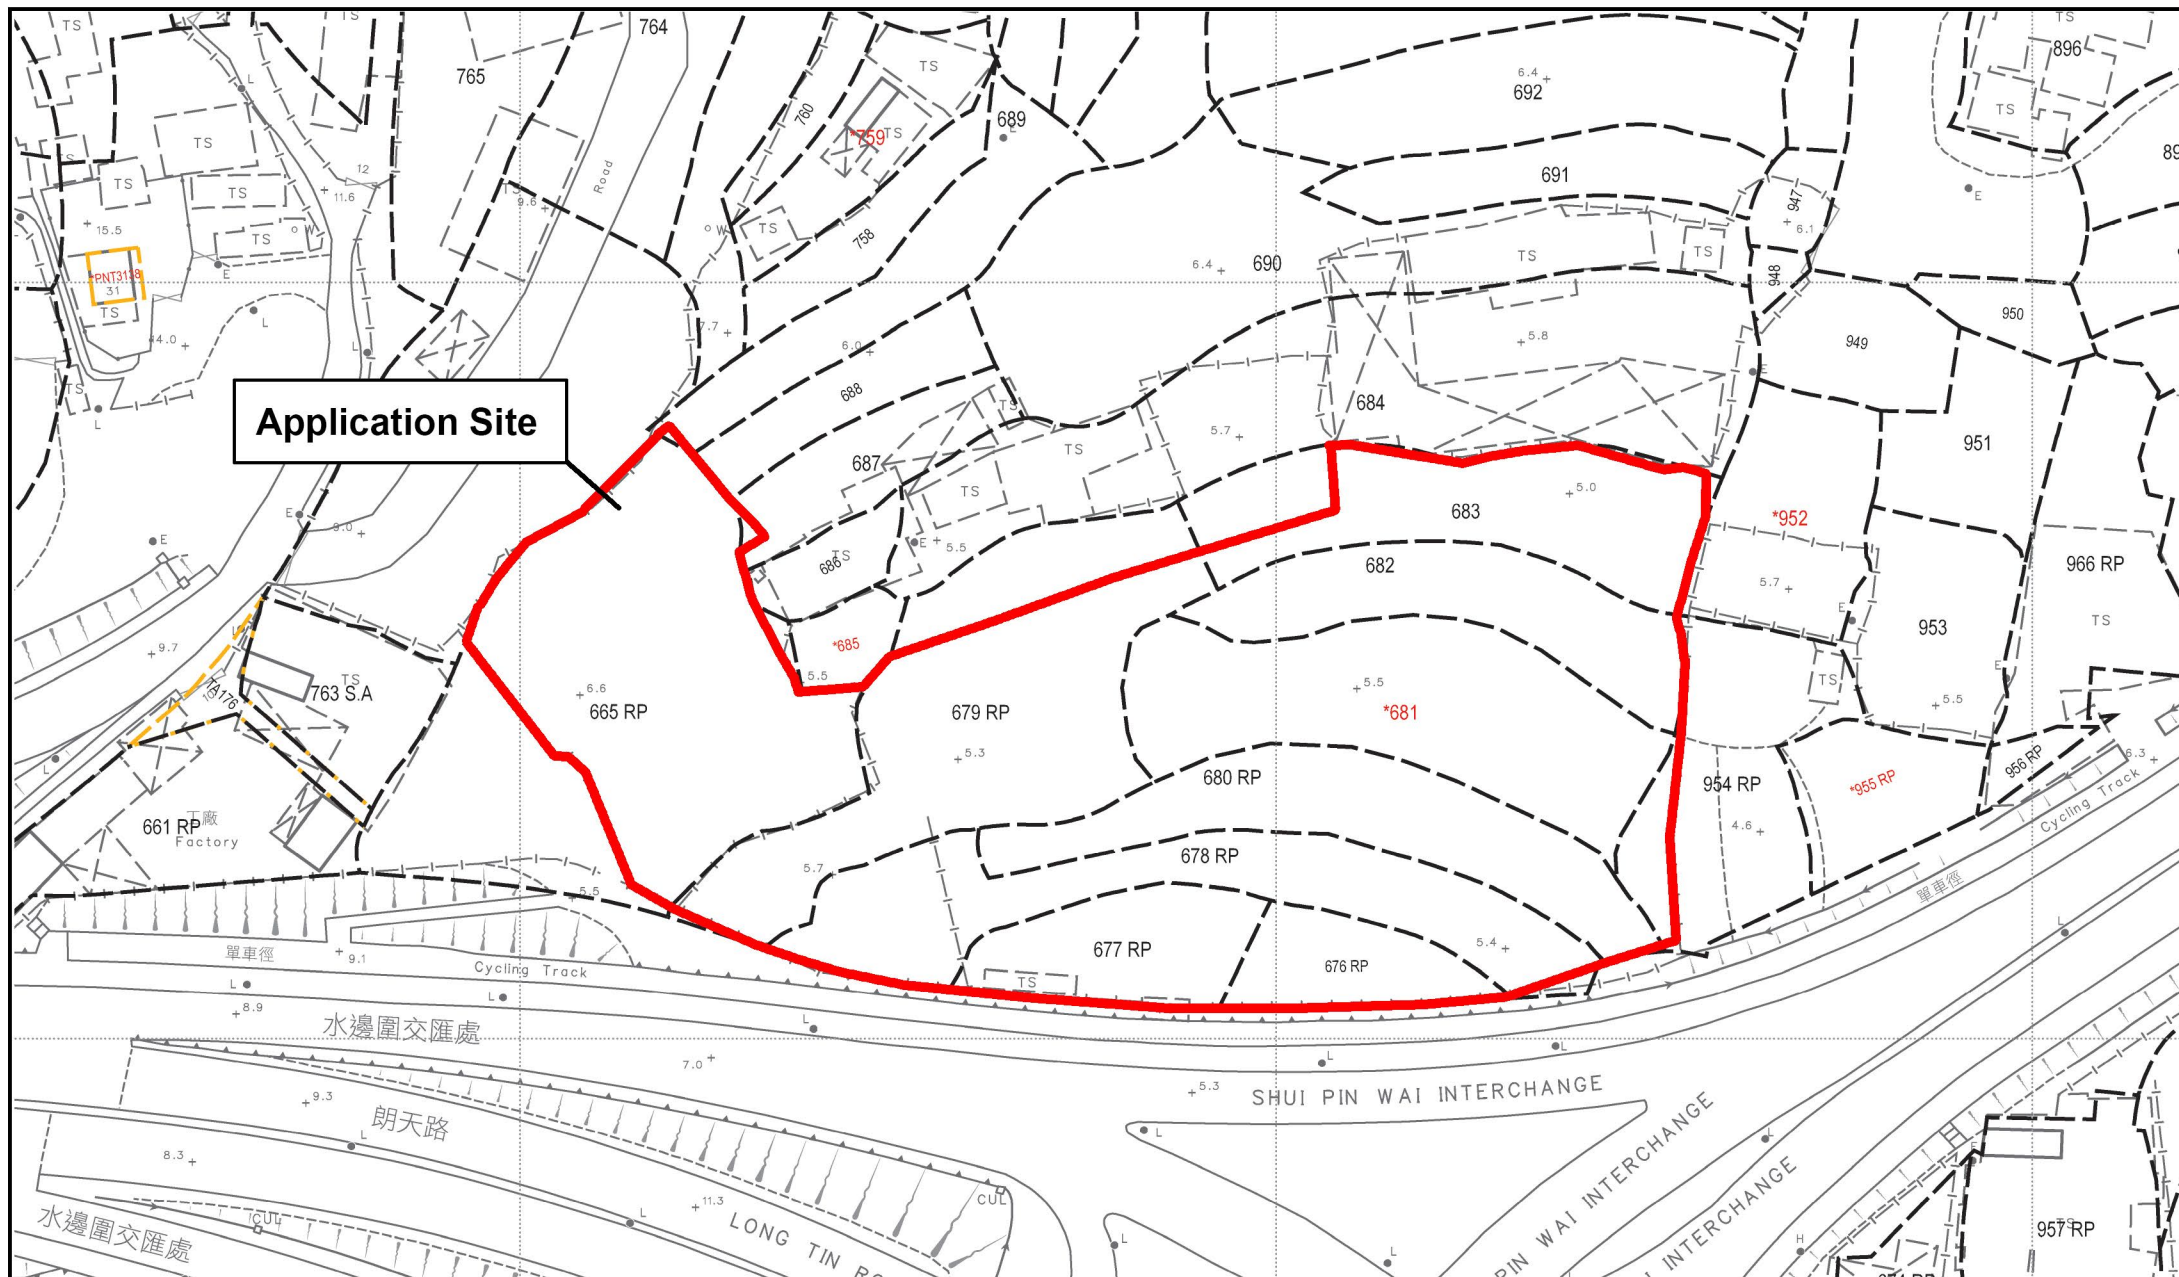 TS
TS
764
TS
896
765
TS
6.4
692
TS
760
*759
TS
689
TS
TS
TS
TS
12
11.6
TS
9.6
Road
691
947
6.1
15.5
TS
W
W
TS
758
*PNT3138
31
TS
E
6.4
690
TS
TS
948
950
14.0
L
7.7
6.0
5.8
949
TS
L
L
688
E
Application Site
TS
5.7
684
951
687
TS
TS
5.0
683
*952
E
9.0
E
686
TS
E
5.5
682
5.7
966 RP
E
TS
953
9.7
*685
5.5
TS
E
TA176
763 S.A
TS
6.6
665 RP
679 RP
5.5
*681
5.5
5.3
680 RP
954 RP
*955 RP
956 RP
6.3
Cycling Track
661 RP
工廠
Factory
5.7
678 RP
4.6
單車徑
5.5
677 RP
676 RP
5.4
單車徑
9.1
Cycling Track
TS
L
L
L
8.9
水邊圍交匯處
L
L
L
7.0
5.3
SHUI PIN WAI INTERCHANGE
9.3
朗天路
L
L
L
8.3
11.3
CUL
PIN WAI INTERCHANGE
INTERCHANGE
水邊圍交匯處
CUL
L
LONG TIN
L
L
H
E
957 RP
TS